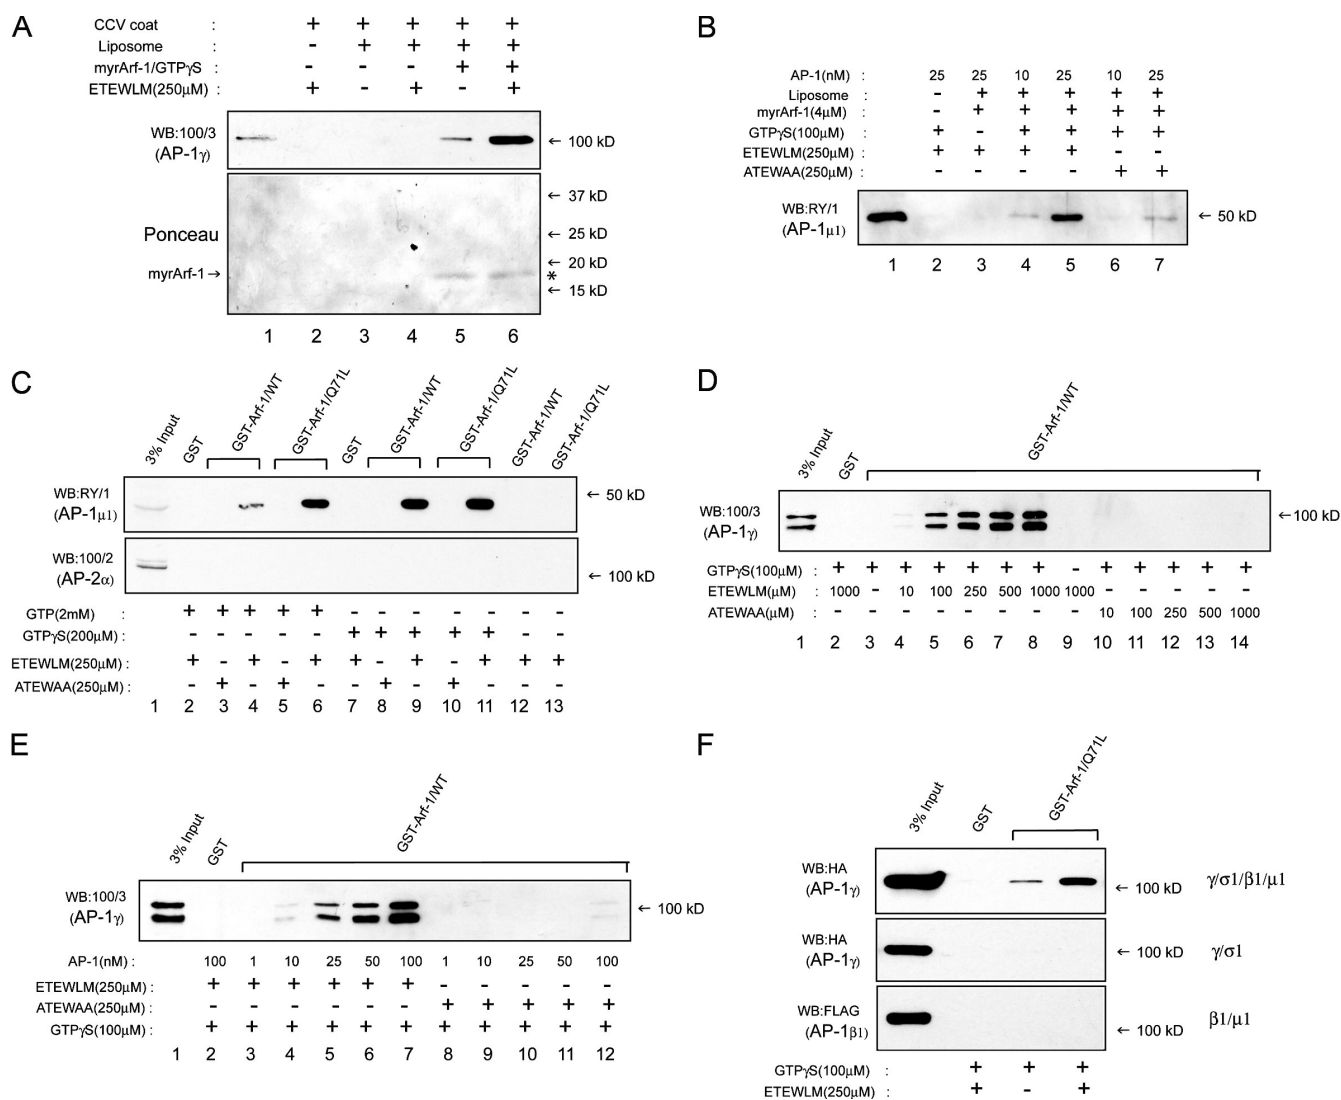 A
CCV coat : + + + + +
Liposome : - + + + +
myrArf-1/GTPγS : - - - + +
ETEWLM(250μM) : + - + - +
WB:100/3
(AP-1γ)
← 100 kD
← 37 kD
Ponceau
← 25 kD
← 20 kD
myrArf-1 →
*
← 15 kD
1 2 3 4 5 6
B
AP-1(nM) : 25 25 10 25 10 25
Liposome : - + + + + +
myrArf-1(4μM) : - + + + + +
GTPγS(100μM) : + - + + + +
ETEWLM(250μM) : + + + + - -
ATEWAA(250μM) : - - - - + +
WB:RY/1
(AP-1μ1)
← 50 kD
1 2 3 4 5 6 7
C
3% Input
GST
GST-Arf-1/WT
GST-Arf-1/Q71L
GST
GST-Arf-1/WT
GST-Arf-1/Q71L
GST-Arf-1/WT
GST-Arf-1/Q71L
WB:RY/1
(AP-1μ1)
← 50 kD
WB:100/2
(AP-2α)
← 100 kD
GTP(2mM) : + + + + + - - - - - - -
GTPγS(200μM) : - - - - - + + + + + - -
ETEWLM(250μM) : + - + - + + - + - + + +
ATEWAA(250μM) : - + - + - - + - + - - -
1 2 3 4 5 6 7 8 9 10 11 12 13
D
3% Input
GST
GST-Arf-1/WT
WB:100/3
(AP-1γ)
← 100 kD
GTPγS(100μM) : + + + + + + + - + + + + +
ETEWLM(μM) : 1000 - 10 100 250 500 1000 1000 - - - - -
ATEWAA(μM) : - - - - - - - - 10 100 250 500 1000
1 2 3 4 5 6 7 8 9 10 11 12 13 14
E
3% Input
GST
GST-Arf-1/WT
WB:100/3
(AP-1γ)
← 100 kD
AP-1(nM) : 100 1 10 25 50 100 1 10 25 50 100
ETEWLM(250μM) : + + + + + + - - - - -
ATEWAA(250μM) : - - - - - - + + + + +
GTPγS(100μM) : + + + + + + + + + + +
1 2 3 4 5 6 7 8 9 10 11 12
F
3% Input
GST
GST-Arf-1/Q71L
WB:HA
(AP-1γ)
← 100 kD
γ/σ1/β1/μ1
WB:HA
(AP-1γ)
← 100 kD
γ/σ1
WB:FLAG
(AP-1β1)
← 100 kD
β1/μ1
GTPγS(100μM) : + + +
ETEWLM(250μM) : + - +